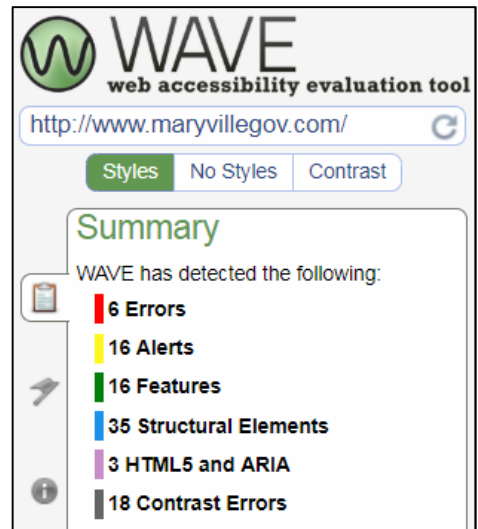 WAVE
web accessibility evaluation tool
http://www.maryvillegov.com/
Styles No Styles Contrast
Summary
WAVE has detected the following:
6 Errors
16 Alerts
16 Features
35 Structural Elements
3 HTML5 and ARIA
18 Contrast Errors